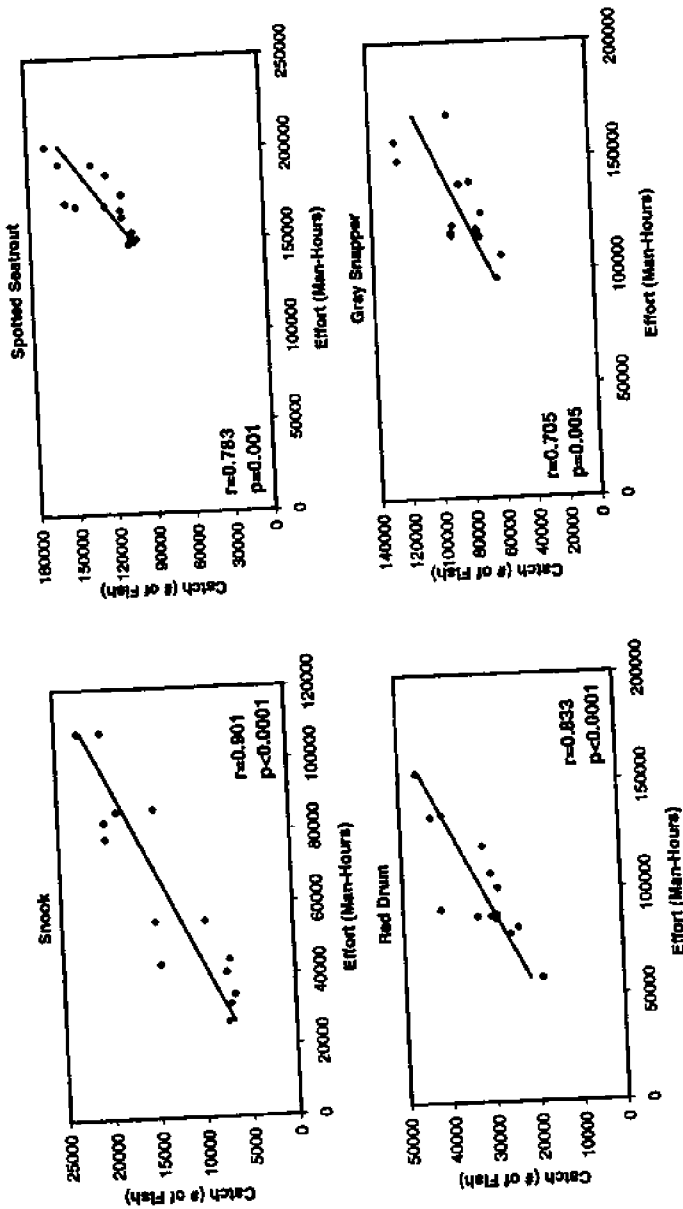 Snook
Catch (# of Fish)
25000
20000
15000
10000
5000
0
r=0.901
p<0.0001
0
20000
40000
60000
80000
100000
120000
Effort (Man-Hours)
Spotted Seatrout
Catch (# of Fish)
180000
150000
120000
90000
60000
30000
0
r=0.783
p=0.001
0
50000
100000
150000
200000
250000
Effort (Man-Hours)
Red Drum
Catch (# of Fish)
50000
40000
30000
20000
10000
0
r=0.833
p<0.0001
0
50000
100000
150000
200000
Effort (Man-Hours)
Gray Snapper
Catch (# of Fish)
140000
120000
100000
80000
60000
40000
20000
0
r=0.705
p=0.005
0
50000
100000
150000
200000
Effort (Man-Hours)